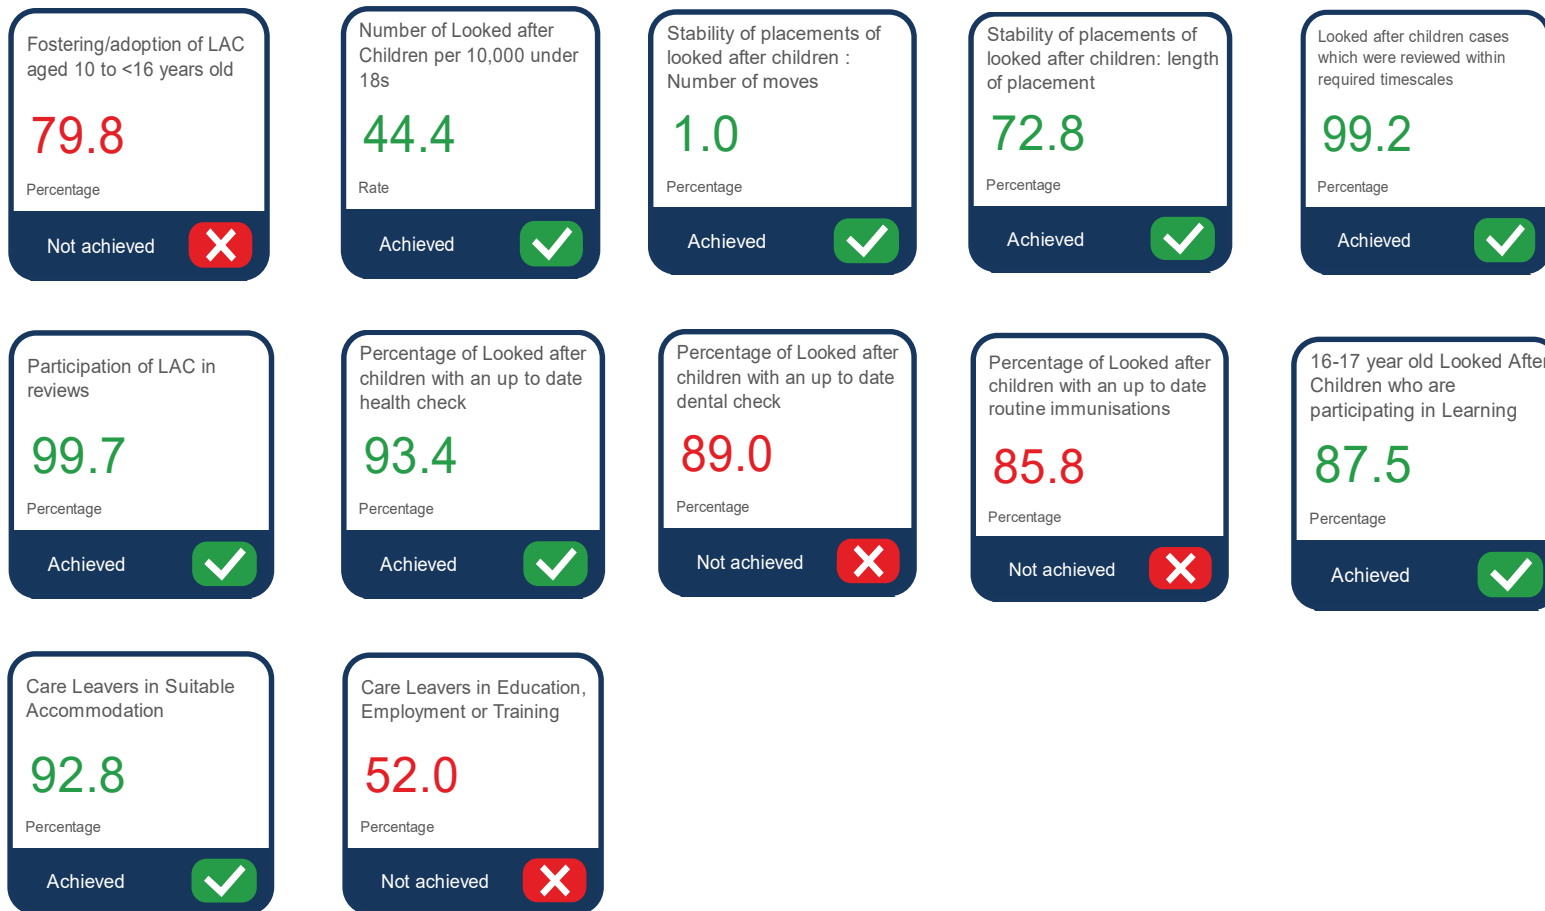 Fostering/adoption of LAC
aged 10 to <16 years old
79.8
Percentage
Not achieved
Number of Looked after
Children per 10,000 under
18s
44.4
Rate
Achieved
Stability of placements of
looked after children :
Number of moves
1.0
Percentage
Achieved
Stability of placements of
looked after children: length
of placement
72.8
Percentage
Achieved
Looked after children cases
which were reviewed within
required timescales
99.2
Percentage
Achieved
Participation of LAC in
reviews
99.7
Percentage
Achieved
Percentage of Looked after
children with an up to date
health check
93.4
Percentage
Achieved
Percentage of Looked after
children with an up to date
dental check
89.0
Percentage
Not achieved
Percentage of Looked after
children with an up to date
routine immunisations
85.8
Percentage
Not achieved
16-17 year old Looked After
Children who are
participating in Learning
87.5
Percentage
Achieved
Care Leavers in Suitable
Accommodation
92.8
Percentage
Achieved
Care Leavers in Education,
Employment or Training
52.0
Percentage
Not achieved